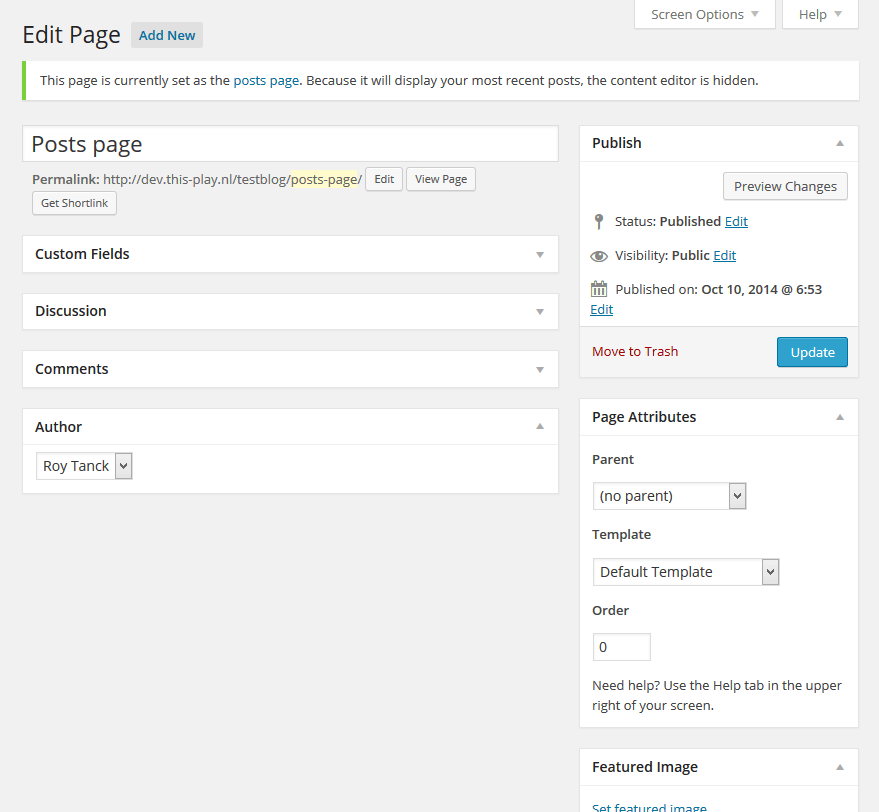 Screen Options
Help
Edit Page
Add New
This page is currently set as the posts page. Because it will display your most recent posts, the content editor is hidden.
Posts page
Permalink: http://dev.this-play.nl/testblog/posts-page/ Edit View Page
Get Shortlink
Custom Fields
Discussion
Comments
Author
Roy Tanck
Publish
Preview Changes
Status: Published Edit
Visibility: Public Edit
Published on: Oct 10, 2014 @ 6:53
Edit
Move to Trash
Update
Page Attributes
Parent
(no parent)
Template
Default Template
Order
0
Need help? Use the Help tab in the upper
right of your screen.
Featured Image
Set featured image